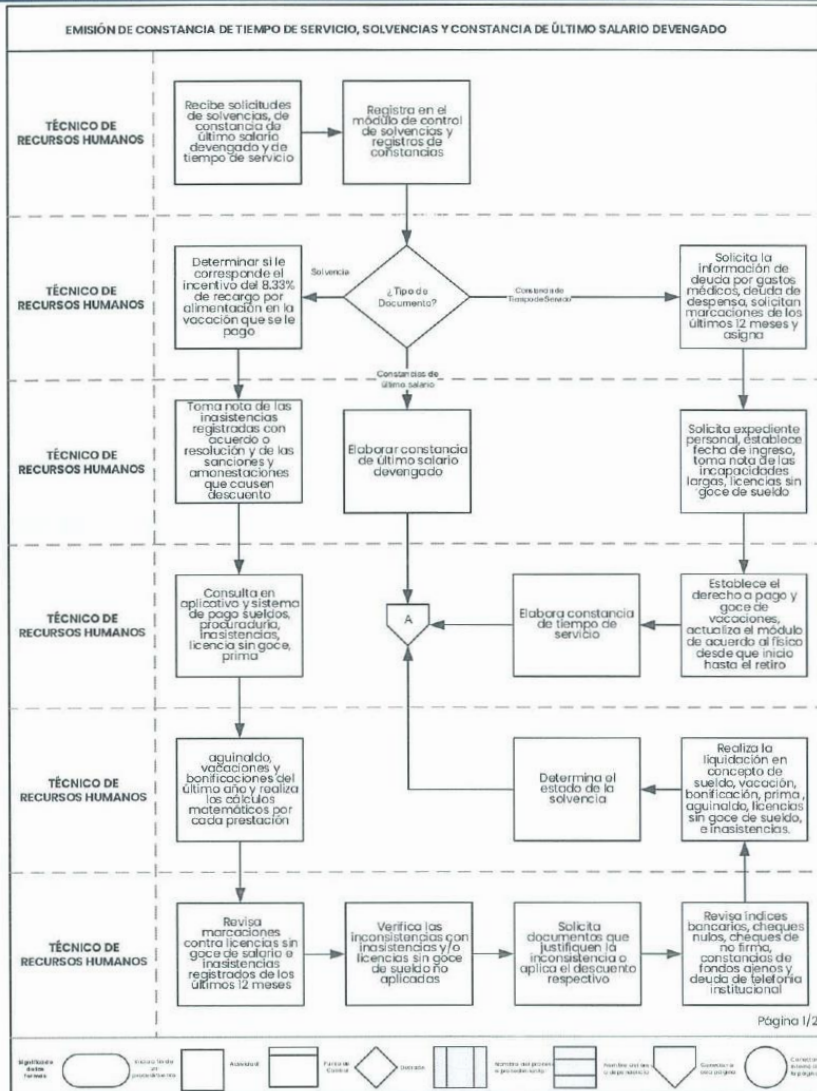 EMISIÓN DE CONSTANCIA DE TIEMPO DE SERVICIO, SOLVENCIAS Y CONSTANCIA DE ÚLTIMO SALARIO DEVENGADO
TÉCNICO DE
RECURSOS HUMANOS
Recibe solicitudes
de solvencias, de
constancia de
último salario
devengado y de
tiempo de servicio
Registra en el
módulo de control
de solvencias y
registros de
constancias
TÉCNICO DE
RECURSOS HUMANOS
Determinar si le
corresponde el
incentivo del 8.33%
de recargo por
alimentación en la
vacación que se le
pago
Solvencia
¿Tipo de
Documento?
Constancia de
Tiempo de Servicio
Solicita la
información de
deuda por gastos
médicos, deuda de
despensa, solicitan
marcaciones de los
últimos 12 meses y
asigna
Constancias de
último salario
TÉCNICO DE
RECURSOS HUMANOS
Toma nota de las
inasistencias
registradas con
acuerdo o
resolución y de las
sanciones y
amonestaciones
que causen
descuento
Elaborar constancia
de último salario
devengado
Solicita expediente
personal, establece
fecha de ingreso,
toma nota de las
incapacidades
largas, licencias sin
goce de sueldo
TÉCNICO DE
RECURSOS HUMANOS
Consulta en
aplicativo y sistema
de pago sueldos,
procuraduría,
inasistencias,
licencia sin goce,
prima
A
Elabora constancia
de tiempo de
servicio
Establece el
derecho a pago y
goce de
vacaciones,
actualiza el módulo
de acuerdo al físico
desde que inicio
hasta el retiro
TÉCNICO DE
RECURSOS HUMANOS
aguinaldo,
vacaciones y
bonificaciones del
último año y realiza
los cálculos
matemáticos por
cada prestación
Determina el
estado de la
solvencia
Realiza la
liquidación en
concepto de
sueldo, vacación,
bonificación, prima ,
aguinaldo, licencias
sin goce de sueldo,
e inasistencias.
TÉCNICO DE
RECURSOS HUMANOS
Revisa
marcaciones
contra licencias sin
goce de salario e
inasistencias
registrados de los
últimos 12 meses
Verifica las
inconsistencias con
inasistencias y/o
licencias sin goce
de sueldo no
aplicadas
Solicita
documentos que
justifiquen la
inconsistencia o
aplica el descuento
respectivo
Revisa índices
bancarios, cheques
nulos, cheques de
no firma,
constancias de
fondos ajenos y
deuda de telefonía
institucional
Página 1/2
Actividad
Decisión